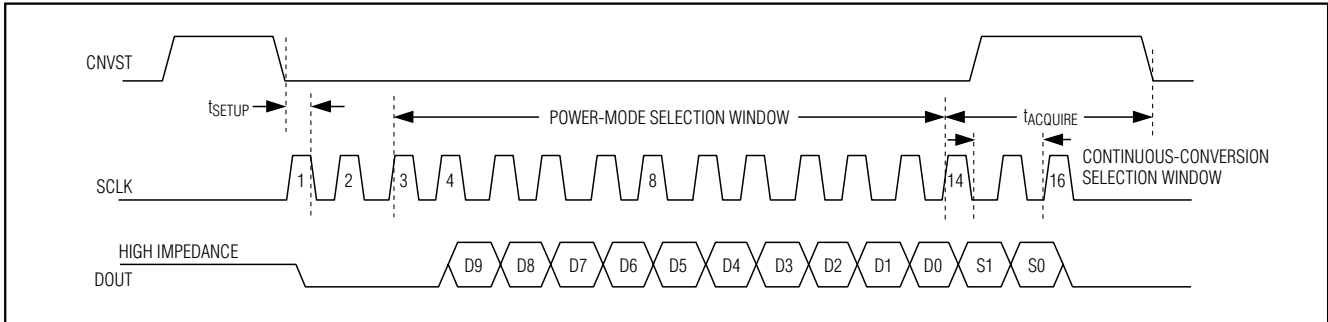 CNVST
tSETUP
POWER-MODE SELECTION WINDOW
tACQUIRE
CONTINUOUS-CONVERSION
SELECTION WINDOW
SCLK
1 2 3 4 8 14 16
HIGH IMPEDANCE
DOUT
D9 D8 D7 D6 D5 D4 D3 D2 D1 D0 S1 S0